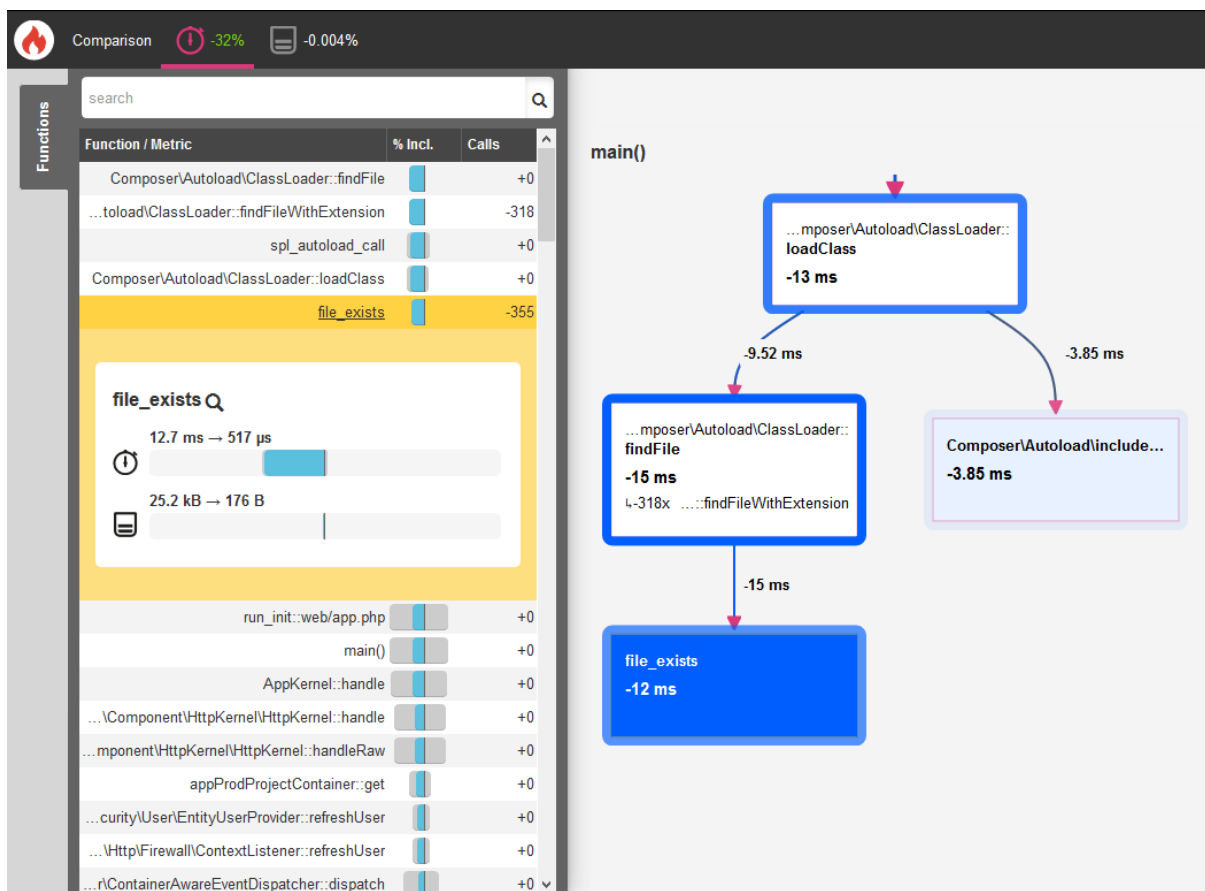 Comparison -32% -0.004%
Functions
search
Function / Metric % Incl. Calls
Composer\Autoload\ClassLoader::findFile +0
…toload\ClassLoader::findFileWithExtension -318
spl_autoload_call +0
Composer\Autoload\ClassLoader::loadClass +0
file_exists -355
file_exists
12.7 ms → 517 µs
25.2 kB → 176 B
run_init::web/app.php +0
main() +0
AppKernel::handle +0
…\Component\HttpKernel\HttpKernel::handle +0
…mponent\HttpKernel\HttpKernel::handleRaw +0
appProdProjectContainer::get +0
…curity\User\EntityUserProvider::refreshUser +0
…\Http\Firewall\ContextListener::refreshUser +0
…r\ContainerAwareEventDispatcher::dispatch +0
main()
…mposer\Autoload\ClassLoader::
loadClass
-13 ms
-9.52 ms
-3.85 ms
…mposer\Autoload\ClassLoader::
findFile
-15 ms
↳-318x …::findFileWithExtension
Composer\Autoload\include…
-3.85 ms
-15 ms
file_exists
-12 ms